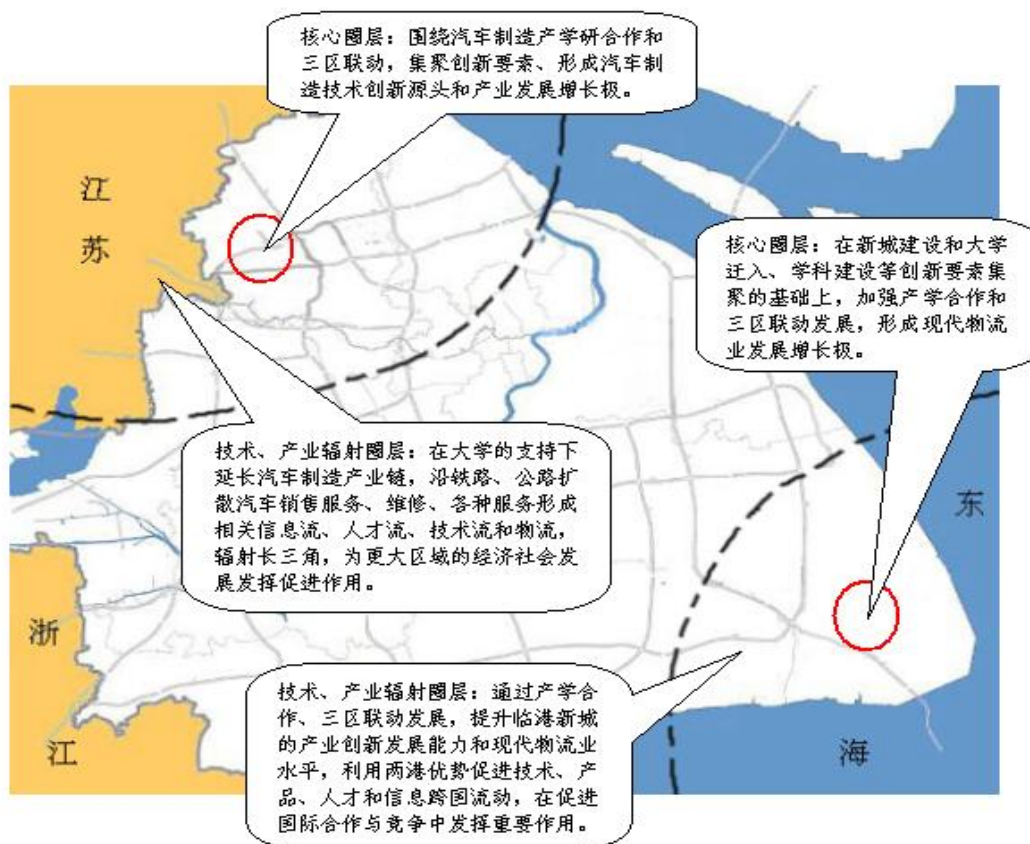 核心圈层：围绕汽车制造产学研合作和
三区联动，集聚创新要素、形成汽车制
造技术创新源头和产业发展增长极。
江
苏
核心圈层：在新城建设和大学
迁入、学科建设等创新要素集
聚的基础上，加强产学合作和
三区联动发展，形成现代物流
业发展增长极。
技术、产业辐射圈层：在大学的支持下
延长汽车制造产业链，沿铁路、公路扩
散汽车销售服务、维修、各种服务形成
相关信息流、人才流、技术流和物流，
辐射长三角，为更大区域的经济社会发
展发挥促进作用。
东
浙
技术、产业辐射圈层：通过产学合
作、三区联动发展，提升临港新城
的产业创新发展能力和现代物流业
水平，利用两港优势促进技术、产
品、人才和信息跨国流动，在促进
国际合作与竞争中发挥重要作用。
江
海